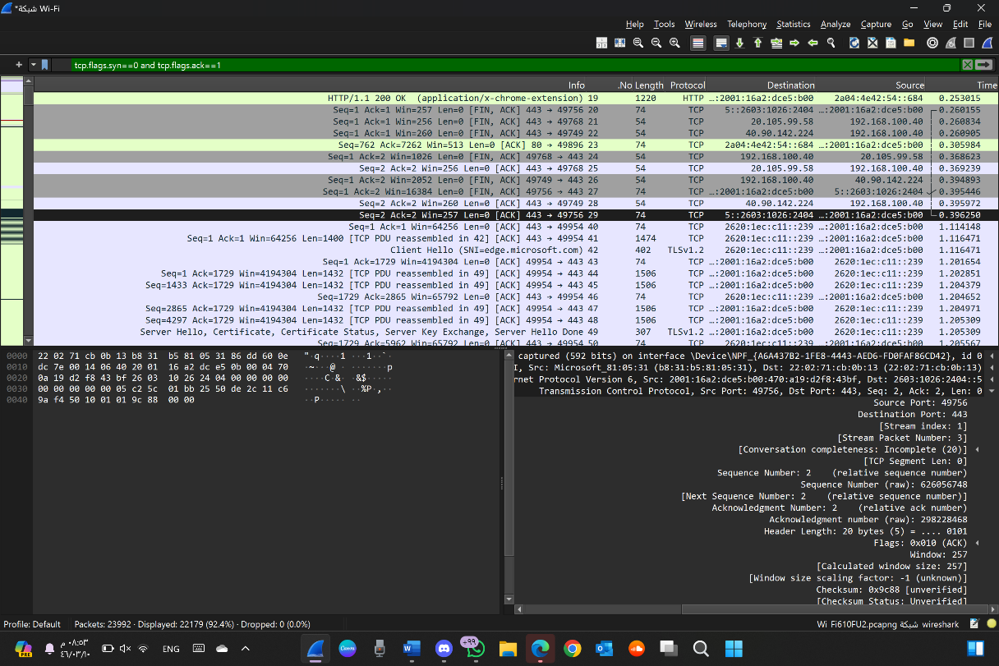 *شبكة Wi-Fi
Help Tools Wireless Telephony Statistics Analyze Capture Go View Edit File
tcp.flags.syn==0 and tcp.flags.ack==1
Info .No Length Protocol Destination Source Time
HTTP/1.1 200 OK (application/x-chrome-extension) 19 1220 HTTP …:2001:16a2:dce5:b00 2a04:4e42:54::684 0.253015
Seq=1 Ack=1 Win=257 Len=0 [FIN, ACK] 443 → 49756 20 74 TCP 5::2603:1026:2404 …:2001:16a2:dce5:b00 0.260155
Seq=1 Ack=1 Win=256 Len=0 [FIN, ACK] 443 → 49768 21 54 TCP 20.105.99.58 192.168.100.40 0.260834
Seq=1 Ack=1 Win=260 Len=0 [FIN, ACK] 443 → 49749 22 54 TCP 40.90.142.224 192.168.100.40 0.260905
Seq=762 Ack=7262 Win=513 Len=0 [ACK] 80 → 49896 23 74 TCP 2a04:4e42:54::684 …:2001:16a2:dce5:b00 0.305984
Seq=1 Ack=2 Win=1026 Len=0 [FIN, ACK] 49768 → 443 24 54 TCP 192.168.100.40 20.105.99.58 0.368623
Seq=2 Ack=2 Win=256 Len=0 [ACK] 443 → 49768 25 54 TCP 20.105.99.58 192.168.100.40 0.369239
Seq=1 Ack=2 Win=2052 Len=0 [FIN, ACK] 49749 → 443 26 54 TCP 192.168.100.40 40.90.142.224 0.394893
Seq=1 Ack=2 Win=16384 Len=0 [FIN, ACK] 49756 → 443 27 74 TCP …:2001:16a2:dce5:b00 5::2603:1026:2404 0.395446
Seq=2 Ack=2 Win=260 Len=0 [ACK] 443 → 49749 28 54 TCP 40.90.142.224 192.168.100.40 0.395972
Seq=2 Ack=2 Win=257 Len=0 [ACK] 443 → 49756 29 74 TCP 5::2603:1026:2404 …:2001:16a2:dce5:b00 0.396250
Seq=1 Ack=1 Win=64256 Len=0 [ACK] 443 → 49954 40 74 TCP 2620:1ec:c11::239 …:2001:16a2:dce5:b00 1.114148
Seq=1 Ack=1 Win=64256 Len=1400 [TCP PDU reassembled in 42] [ACK] 443 → 49954 41 1474 TCP 2620:1ec:c11::239 …:2001:16a2:dce5:b00 1.116471
Client Hello (SNI=edge.microsoft.com) 42 402 TLSv1.2 2620:1ec:c11::239 …:2001:16a2:dce5:b00 1.116471
Seq=1 Ack=1729 Win=4194304 Len=0 [ACK] 49954 → 443 43 74 TCP …:2001:16a2:dce5:b00 2620:1ec:c11::239 1.201654
Seq=1 Ack=1729 Win=4194304 Len=1432 [TCP PDU reassembled in 49] [ACK] 49954 → 443 44 1506 TCP …:2001:16a2:dce5:b00 2620:1ec:c11::239 1.202851
Seq=1433 Ack=1729 Win=4194304 Len=1432 [TCP PDU reassembled in 49] [ACK] 49954 → 443 45 1506 TCP …:2001:16a2:dce5:b00 2620:1ec:c11::239 1.204379
Seq=1729 Ack=2865 Win=65792 Len=0 [ACK] 443 → 49954 46 74 TCP 2620:1ec:c11::239 …:2001:16a2:dce5:b00 1.204652
Seq=2865 Ack=1729 Win=4194304 Len=1432 [TCP PDU reassembled in 49] [ACK] 49954 → 443 47 1506 TCP …:2001:16a2:dce5:b00 2620:1ec:c11::239 1.204971
Seq=4297 Ack=1729 Win=4194304 Len=1432 [TCP PDU reassembled in 49] [ACK] 49954 → 443 48 1506 TCP …:2001:16a2:dce5:b00 2620:1ec:c11::239 1.205309
Server Hello, Certificate, Certificate Status, Server Key Exchange, Server Hello Done 49 307 TLSv1.2 …:2001:16a2:dce5:b00 2620:1ec:c11::239 1.205309
Seq=1729 Ack=5962 Win=65792 Len=0 [ACK] 443 → 49954 50 74 TCP 2620:1ec:c11::239 …:2001:16a2:dce5:b00 1.205567
0000 22 02 71 cb 0b 13 b8 31 b5 81 05 31 86 dd 60 0e "·q····1 ···1··`·
0010 dc 7e 00 14 06 40 20 01 16 a2 dc e5 0b 00 04 70 ·~···@ · ·······p
0020 0a 19 d2 f8 43 bf 26 03 10 26 24 04 00 00 00 00 ····C·&· ·&$·····
0030 00 00 00 00 00 05 c2 5c 01 bb 25 50 de 2c 11 c6 ·······\ ··%P·,··
0040 9a f4 50 10 01 01 9c 88 00 00 ··P····· ··
captured (592 bits) on interface \Device\NPF_{A6A437B2-1FE8-4443-AED6-FD0FAF86CD42}, id 0
I, Src: Microsoft_81:05:31 (b8:31:b5:81:05:31), Dst: 22:02:71:cb:0b:13 (22:02:71:cb:0b:13)
rnet Protocol Version 6, Src: 2001:16a2:dce5:b00:470:a19:d2f8:43bf, Dst: 2603:1026:2404::5
Transmission Control Protocol, Src Port: 49756, Dst Port: 443, Seq: 2, Ack: 2, Len: 0
Source Port: 49756
Destination Port: 443
[Stream index: 1]
[Stream Packet Number: 3]
[Conversation completeness: Incomplete (20)]
[TCP Segment Len: 0]
Sequence Number: 2 (relative sequence number)
Sequence Number (raw): 626056748
[Next Sequence Number: 2 (relative sequence number)]
Acknowledgment Number: 2 (relative ack number)
Acknowledgment number (raw): 298228468
Header Length: 20 bytes (5) = .... 0101
Flags: 0x010 (ACK)
Window: 257
[Calculated window size: 257]
[Window size scaling factor: -1 (unknown)]
Checksum: 0x9c88 [unverified]
[Checksum Status: Unverified]
Profile: Default Packets: 23992 · Displayed: 22179 (92.4%) · Dropped: 0 (0.0%) Wi Fi610FU2.pcapng شبكة wireshark
PRE ٠٨:٥٣ م ENG +99
٤٦/٠٣/١٠